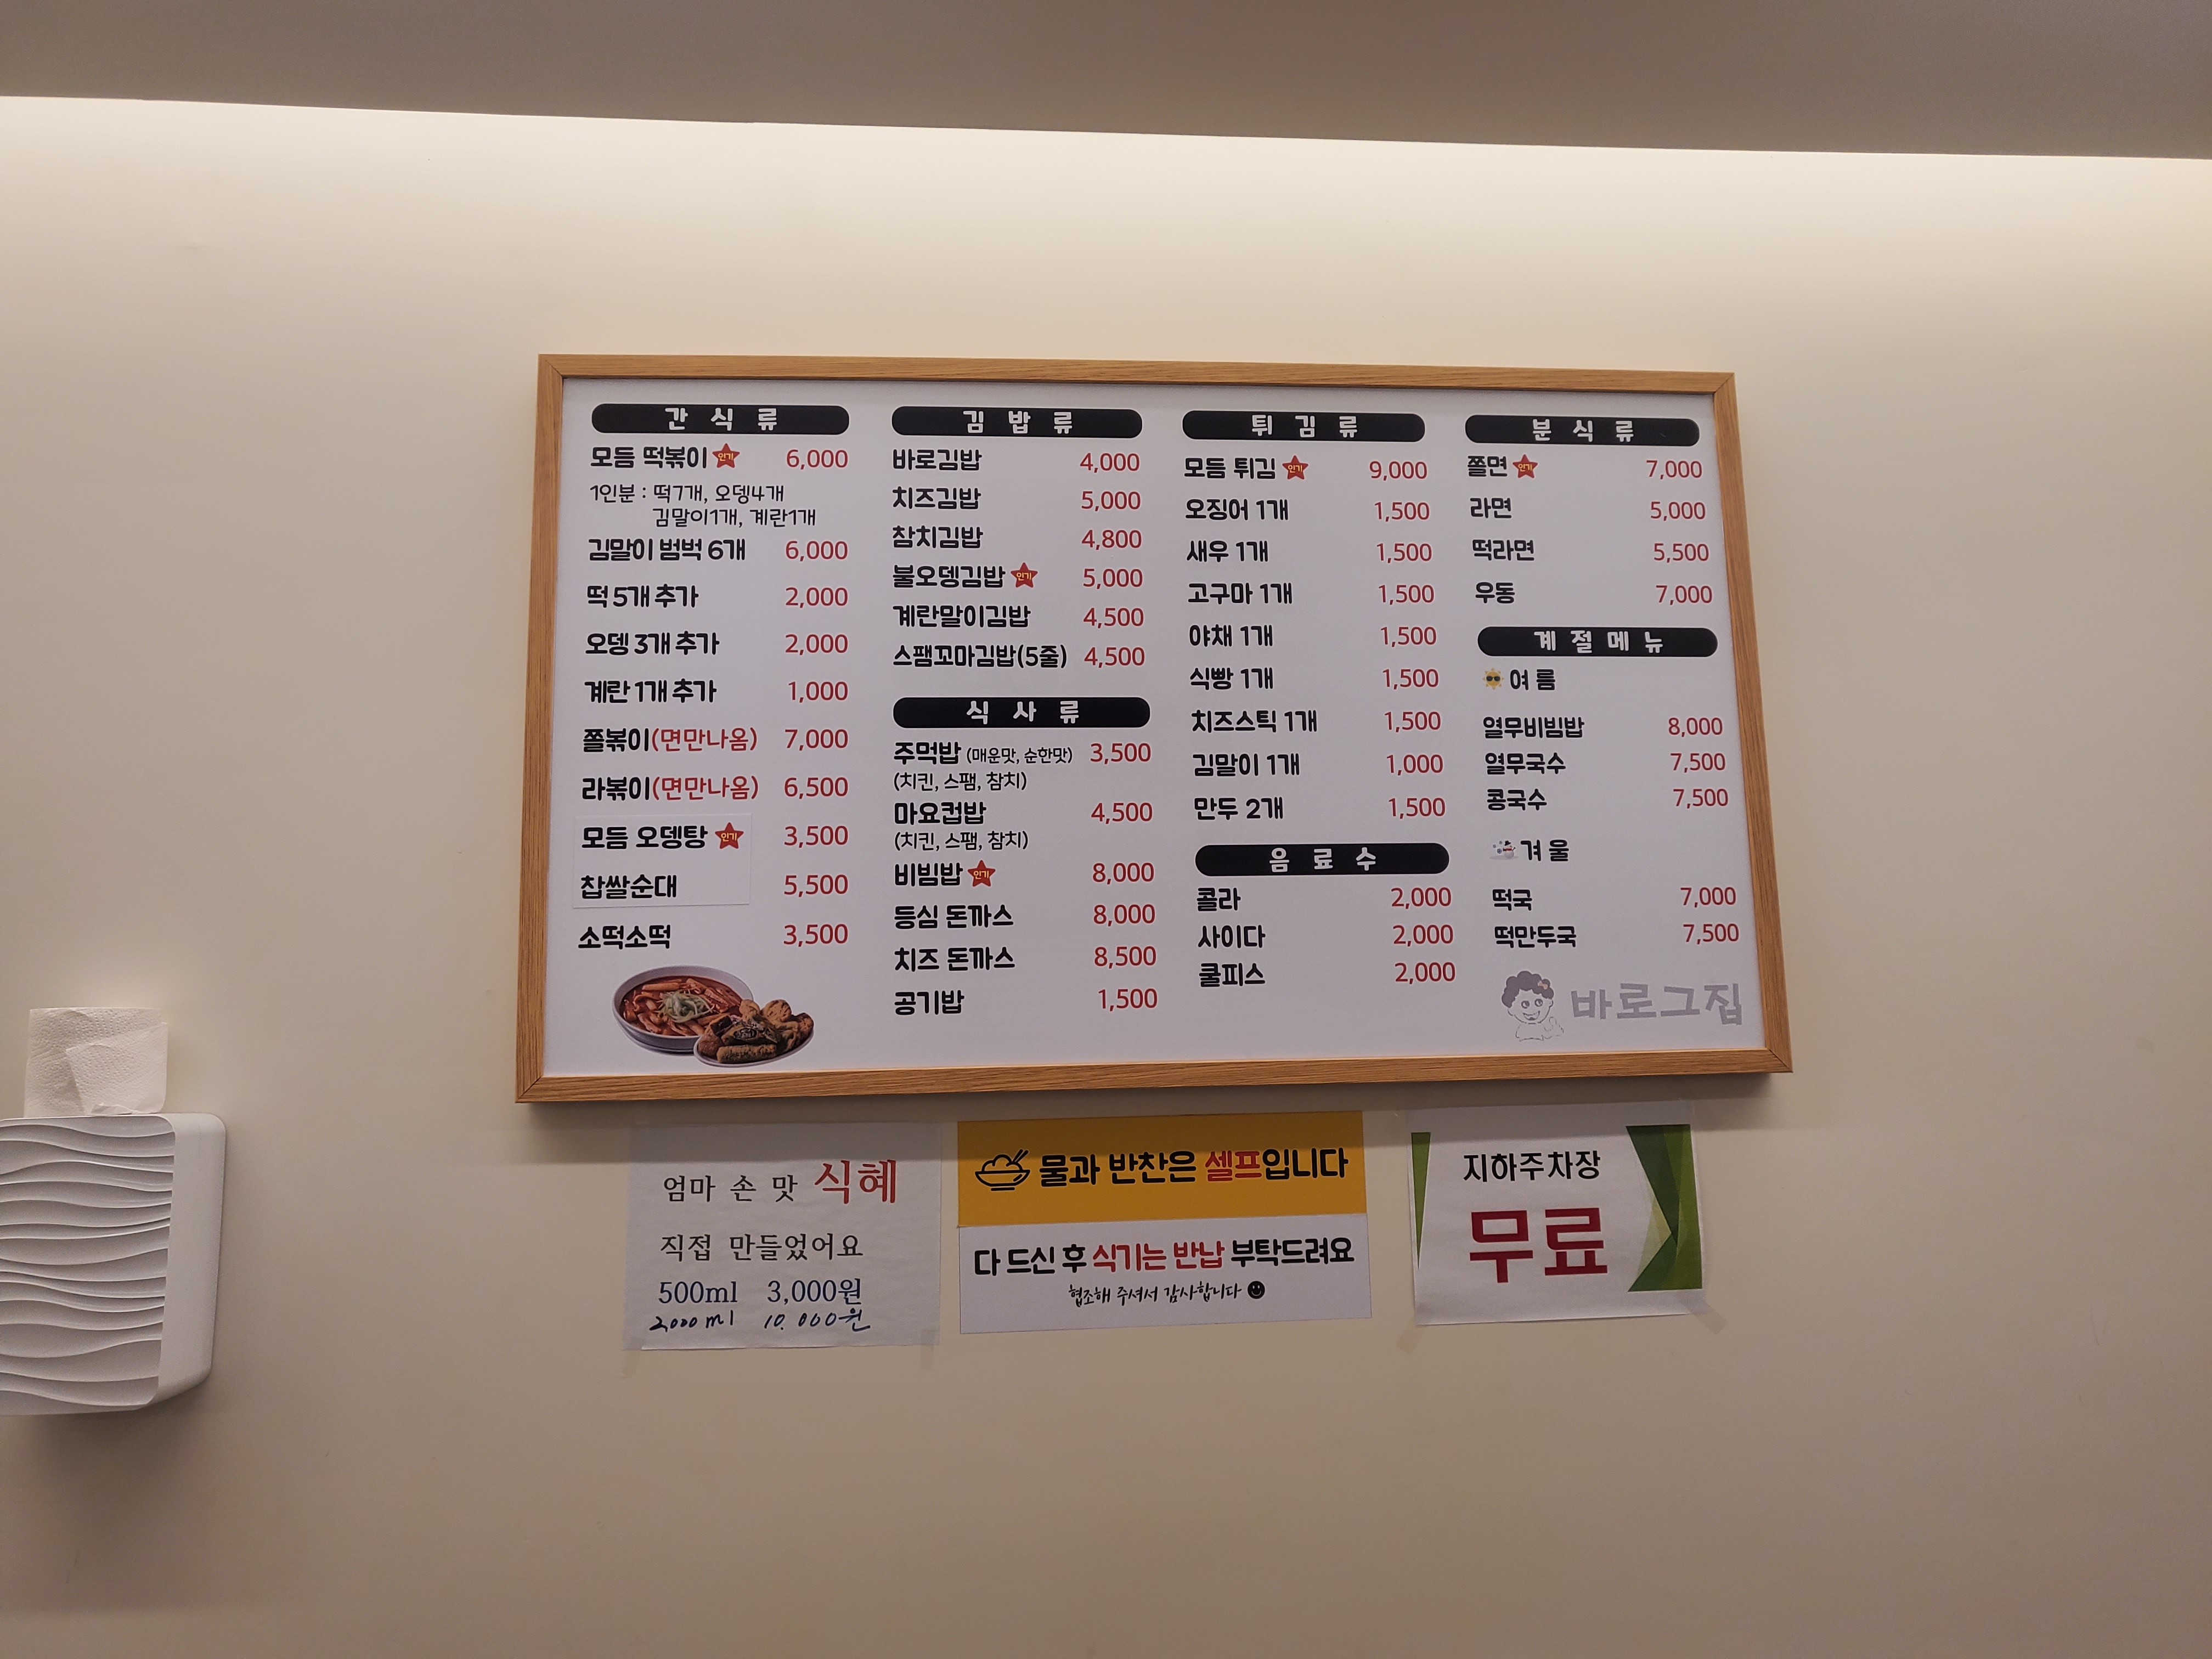 간 식 류
모듬 떡볶이 인기 6,000
1인분 : 떡7개, 오뎅4개
김말이1개, 계란1개
김말이 범벅 6개 6,000
떡 5개 추가 2,000
오뎅 3개 추가 2,000
계란 1개 추가 1,000
쫄볶이(면만나옴) 7,000
라볶이(면만나옴) 6,500
모듬 오뎅탕 인기 3,500
찹쌀순대 5,500
소떡소떡 3,500
김 밥 류
바로김밥 4,000
치즈김밥 5,000
참치김밥 4,800
불오뎅김밥 인기 5,000
계란말이김밥 4,500
스팸꼬마김밥(5줄) 4,500
식 사 류
주먹밥 (매운맛, 순한맛) 3,500
(치킨, 스팸, 참치)
마요컵밥 4,500
(치킨, 스팸, 참치)
비빔밥 인기 8,000
등심 돈까스 8,000
치즈 돈까스 8,500
공기밥 1,500
튀 김 류
모듬 튀김 인기 9,000
오징어 1개 1,500
새우 1개 1,500
고구마 1개 1,500
야채 1개 1,500
식빵 1개 1,500
치즈스틱 1개 1,500
김말이 1개 1,000
만두 2개 1,500
음 료 수
콜라 2,000
사이다 2,000
쿨피스 2,000
분 식 류
쫄면 인기 7,000
라면 5,000
떡라면 5,500
우동 7,000
계 절 메 뉴
여 름
열무비빔밥 8,000
열무국수 7,500
콩국수 7,500
겨 울
떡국 7,000
떡만두국 7,500
바로그집
엄마 손 맛 식혜
직접 만들었어요
500ml 3,000원
2,000ml 10,000원
물과 반찬은 셀프입니다
다 드신 후 식기는 반납 부탁드려요
협조해 주셔서 감사합니다
지하주차장
무료